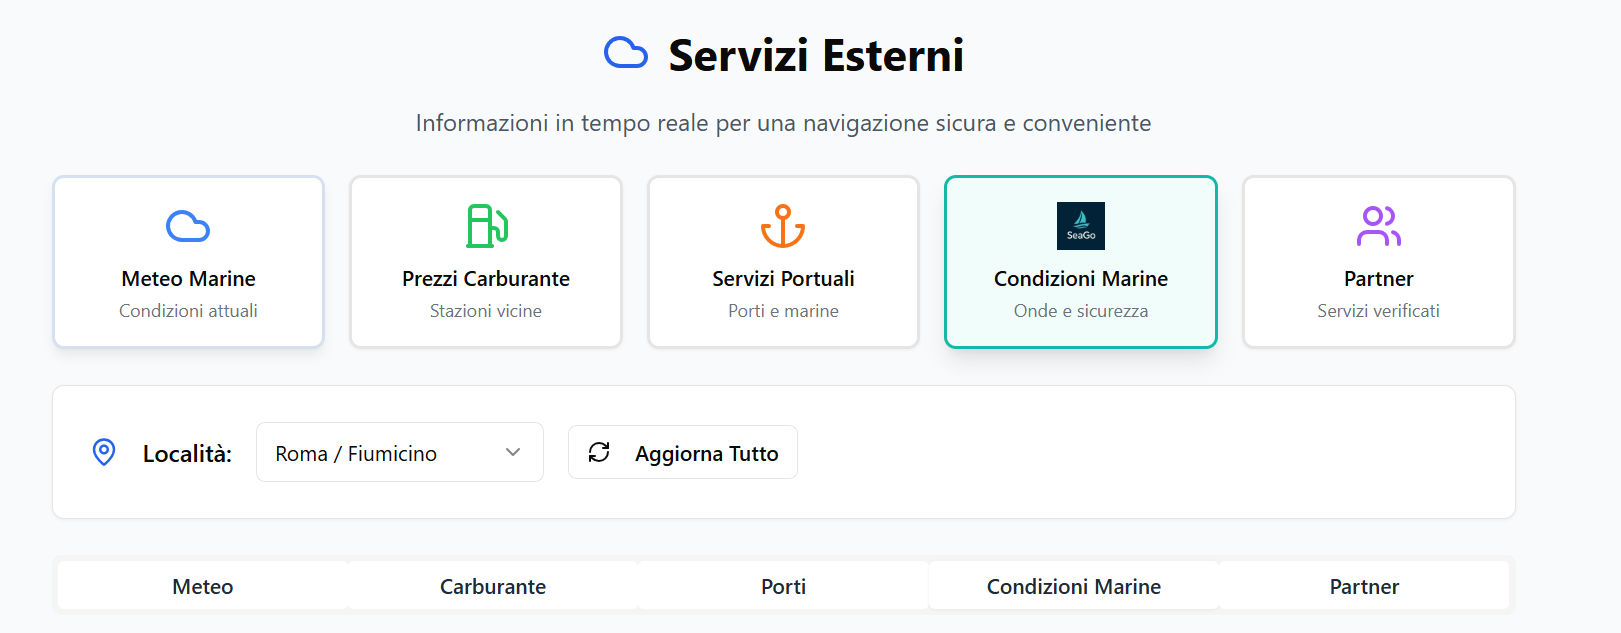 Servizi Esterni
Informazioni in tempo reale per una navigazione sicura e conveniente
Meteo Marine
Condizioni attuali
Prezzi Carburante
Stazioni vicine
Servizi Portuali
Porti e marine
SeaGo
Condizioni Marine
Onde e sicurezza
Partner
Servizi verificati
Località:
Roma / Fiumicino
Aggiorna Tutto
Meteo
Carburante
Porti
Condizioni Marine
Partner